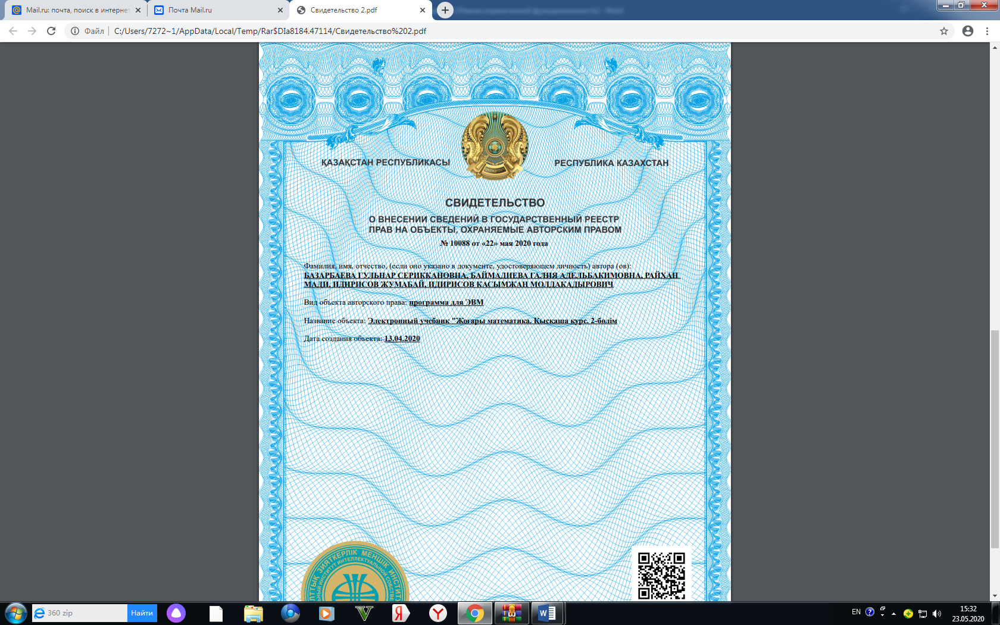 Mail.ru: почта, поиск в интернет
Почта Mail.ru
Свидетельство 2.pdf
Файл
C:/Users/7272~1/AppData/Local/Temp/Rar$DIa8184.47114/Свидетельство%202.pdf
ҚАЗАҚСТАН РЕСПУБЛИКАСЫ
РЕСПУБЛИКА КАЗАХСТАН
QAZAQSTAN
СВИДЕТЕЛЬСТВО
О ВНЕСЕНИИ СВЕДЕНИЙ В ГОСУДАРСТВЕННЫЙ РЕЕСТР
ПРАВ НА ОБЪЕКТЫ, ОХРАНЯЕМЫЕ АВТОРСКИМ ПРАВОМ
№ 10088 от «22» мая 2020 года
Фамилия, имя, отчество, (если оно указано в документе, удостоверяющем личность) автора (ов):
БАЗАРБАЕВА ГУЛЬНАР СЕРИККАНОВНА, БАЙМАДИЕВА ГАЛИЯ АДЕЛЬБАКИМОВНА, РАЙХАН
МАДИ, ИДИРИСОВ ЖУМАБАЙ, ИДИРИСОВ КАСЫМЖАН МОЛДАКАДЫРОВИЧ
Вид объекта авторского права: программа для ЭВМ
Название объекта: Электронный учебник "Жоғары математика. Қысқаша курс. 2-бөлім
Дата создания объекта: 13.04.2020
ЗИЯТКЕРЛІК МЕНШІК ИНСТИТ
ИНСТИТУТ ИНТЕЛЛЕКТУАЛЬНОЙ СОБСТВЕ
360 zip
Найти
EN
15:32
23.05.2020